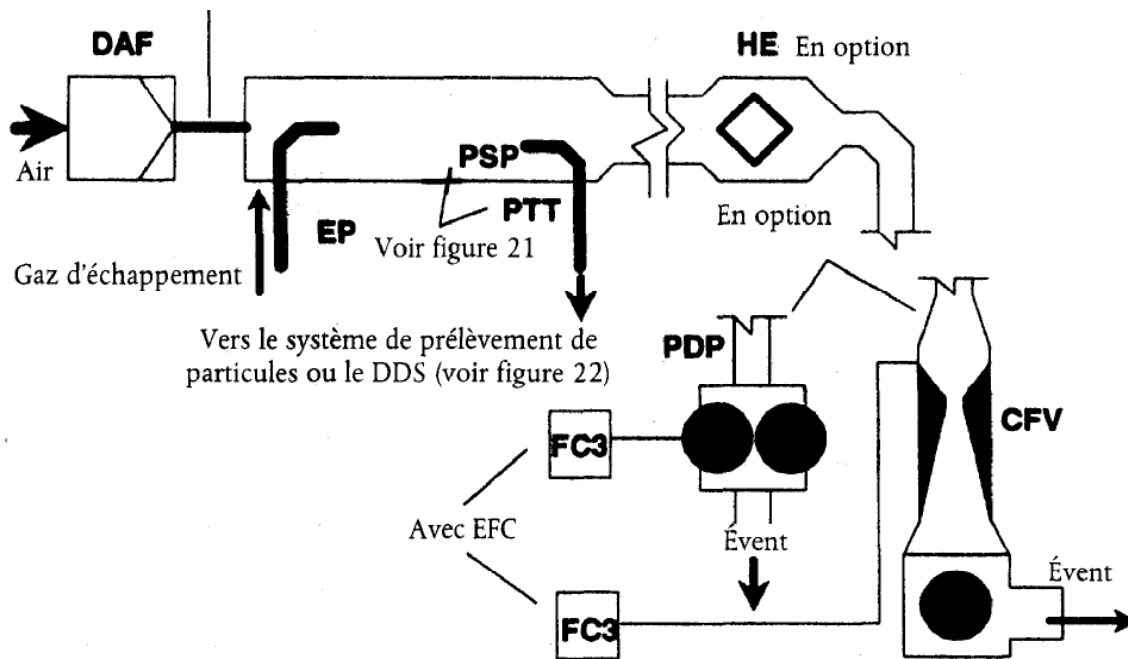 DAF
HE En option
Air
PSP
PTT
En option
EP
Voir figure 21
Gaz d'échappement
Vers le système de prélèvement de
particules ou le DDS (voir figure 22)
PDP
CFV
FC3
Avec EFC
Évent
Évent
FC3